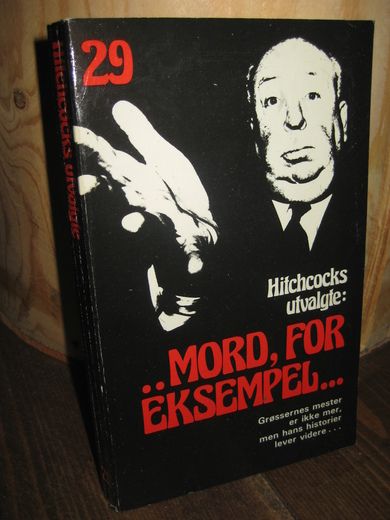 29
Hitchcocks utvalgte
Hitchcocks
utvalgte:
..MORD, FOR
EKSEMPEL...
Grøssernes mester
er ikke mer,
men hans historier
lever videre...